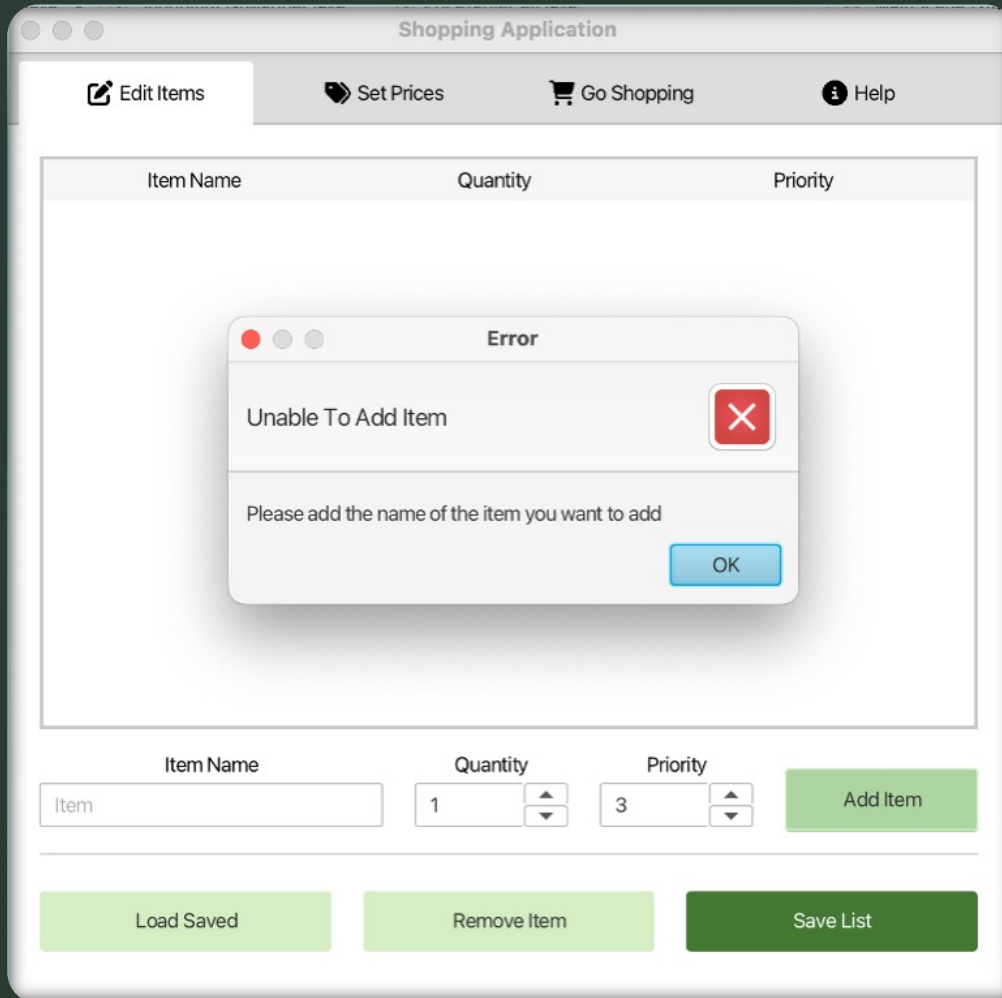 Shopping Application
Edit Items Set Prices Go Shopping Help
Item Name Quantity Priority
Error
Unable To Add Item
Please add the name of the item you want to add
OK
Item Name Quantity Priority
Item 1 3 Add Item
Load Saved Remove Item Save List